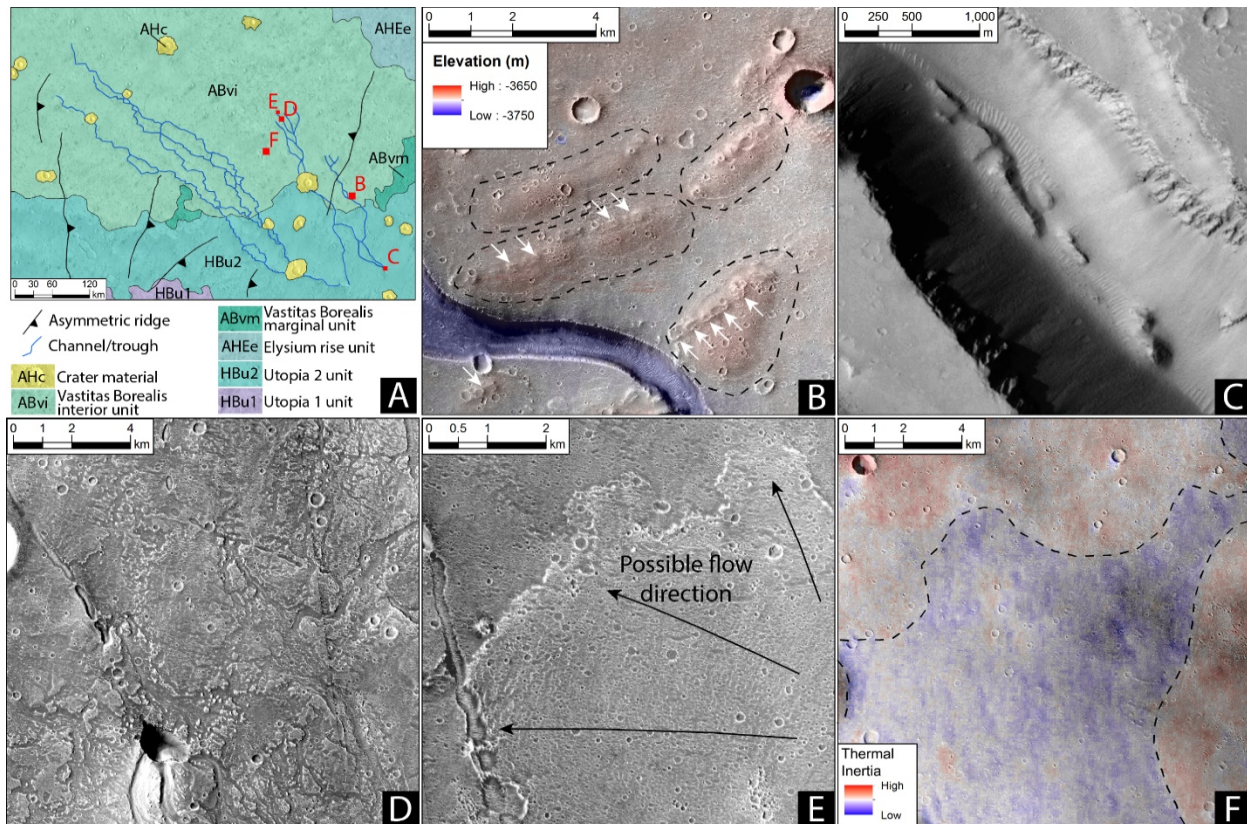 AHc
AHEe
ABvi
E
D
F
ABvm
B
C
HBu2
HBu1
0 30 60 120
km
Asymmetric ridge
Channel/trough
AHc Crater material
ABvi Vastitas Borealis
interior unit
ABvm Vastitas Borealis
marginal unit
AHEe Elysium rise unit
HBu2 Utopia 2 unit
HBu1 Utopia 1 unit
A
0 1 2 4
km
Elevation (m)
High : -3650
Low : -3750
B
0 250 500 1,000
m
C
0 1 2 4
km
D
0 0.5 1 2
km
Possible flow
direction
E
0 1 2 4
km
Thermal
Inertia
High
Low
F